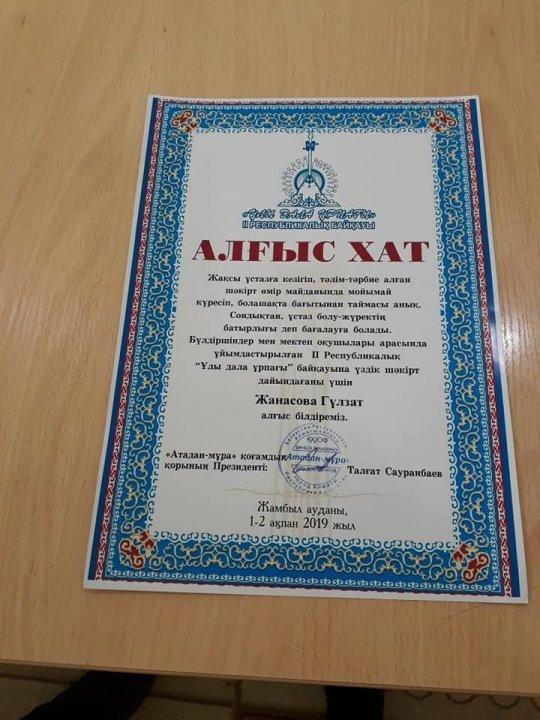 «ҰЛЫ ДАЛА ҰРПАҒЫ»
II РЕСПУБЛИКАЛЫҚ БАЙҚАУЫ
АЛҒЫС ХАТ
Жақсы ұстазға кезігіп, тәлім-тәрбие алған
шәкірт өмір майданында мойымай
күресіп, болашақта бағытынан таймасы анық.
Сондықтан, ұстаз болу-жүректің
батырлығы деп бағалауға болады.
Бүлдіршіндер мен мектеп оқушылары арасында
ұйымдастырылған II Республикалық
“Ұлы дала ұрпағы” байқауына үздік шәкірт
дайындағаны үшін
Жанасова Гүлзат
алғыс білдіреміз.
«Атадан-мұра» қоғамдық
қорының Президенті:
ҚҚОФ
«Атадан-мұра»
Талғат Сауранбаев
Жамбыл ауданы,
1-2 ақпан 2019 жыл